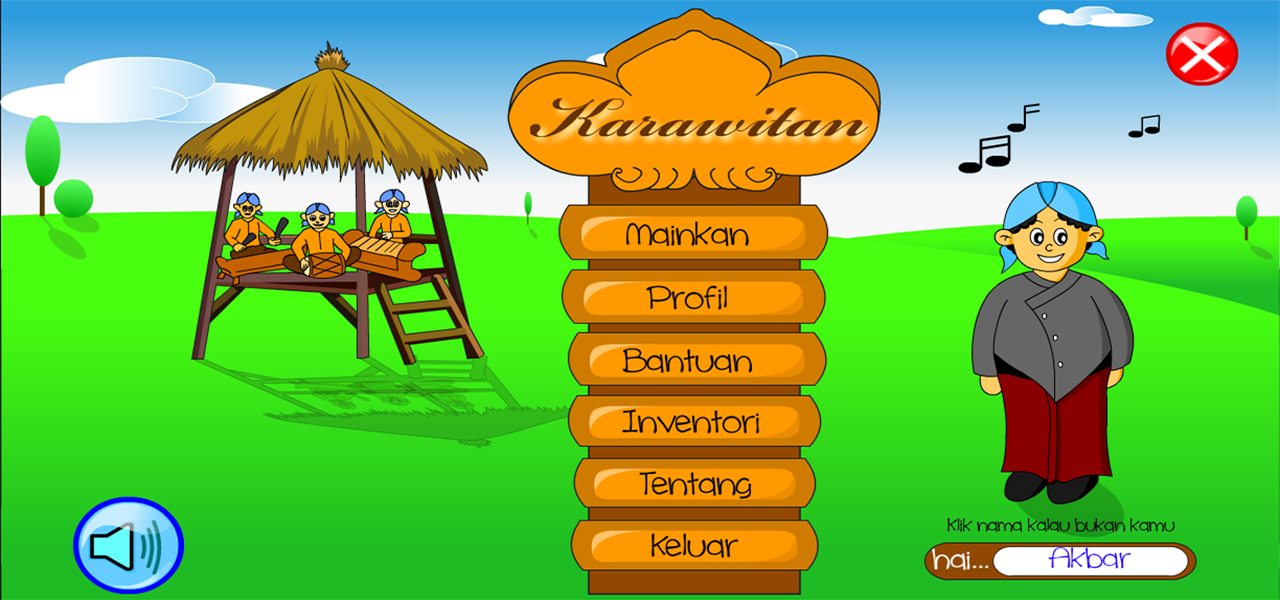 Karawitan
Mainkan
Profil
Bantuan
Inventori
Tentang
Keluar
Klik nama kalau bukan kamu
hai... Akbar